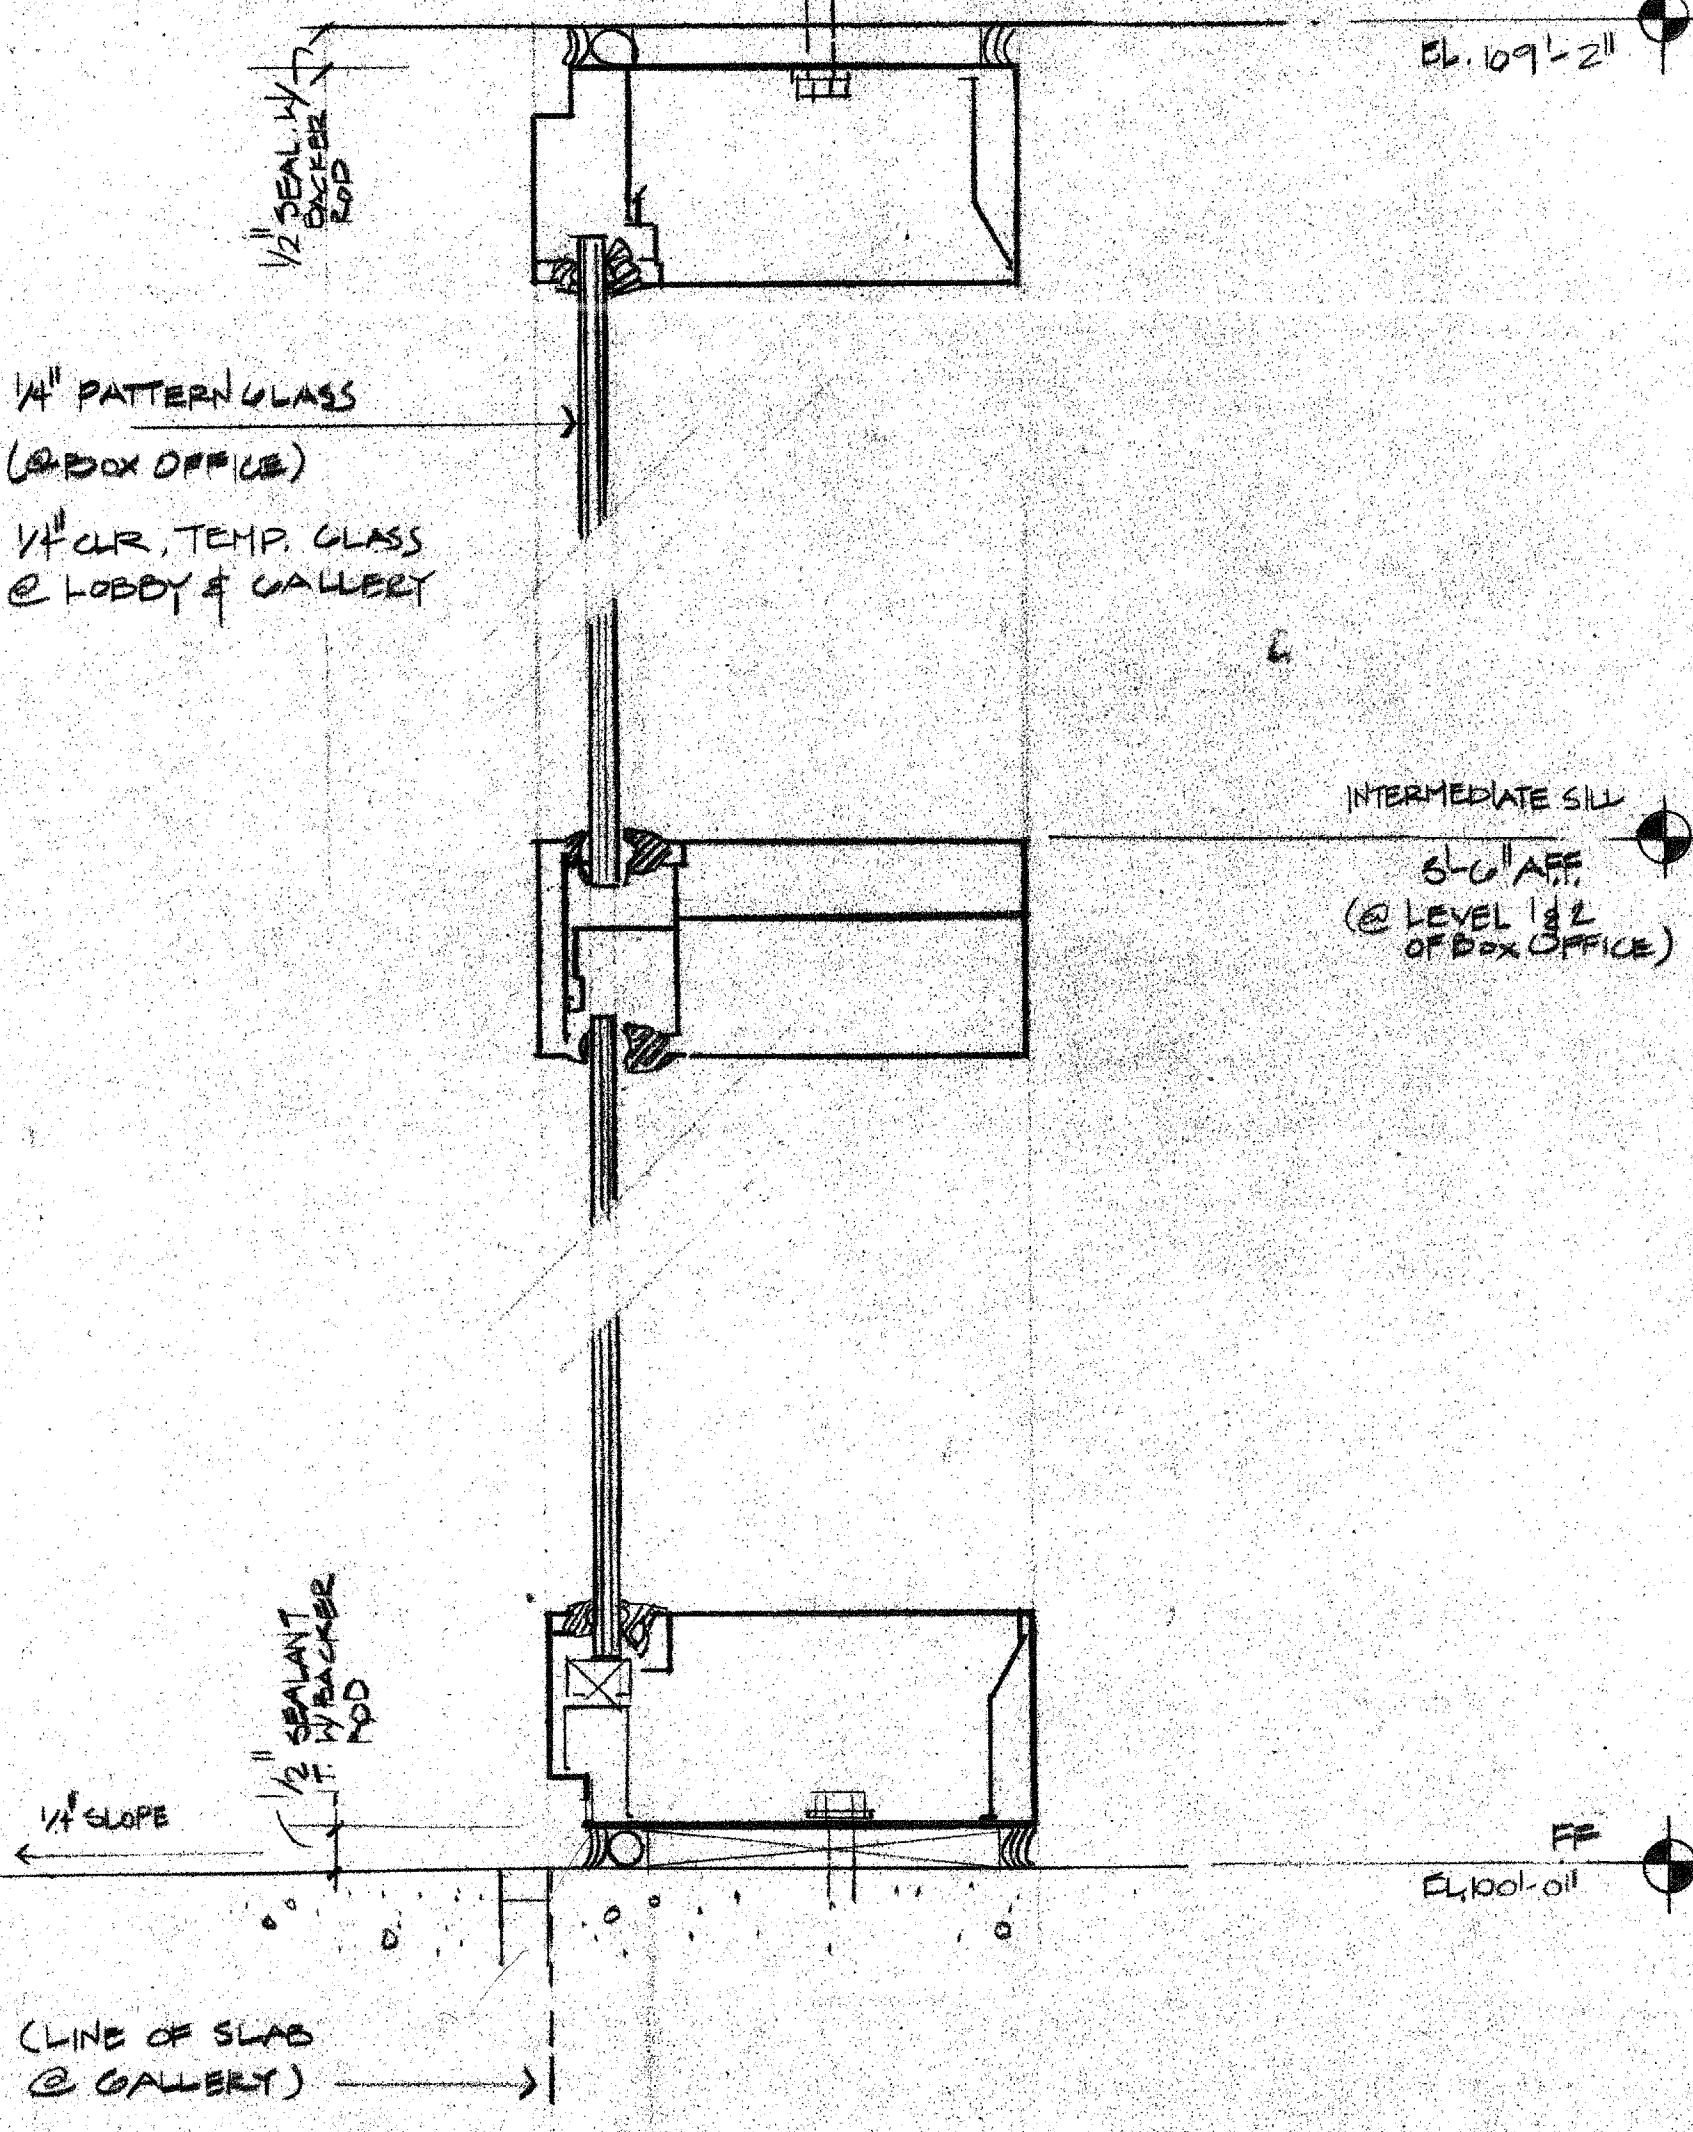 EL. 109'-2"
1/2" SEAL. W/
BACKER
ROD
1/4" PATTERN GLASS
(@ BOX OFFICE)
1/4" CLR. TEMP. GLASS
@ LOBBY & GALLERY
INTERMEDIATE SILL
3'-6" A.F.F.
(@ LEVEL 1 & 2
OF BOX OFFICE)
1/2" SEALANT
T. W/ BACKER
ROD
1/4" SLOPE
FF
EL. 100'-0"
(LINE OF SLAB
@ GALLERY)